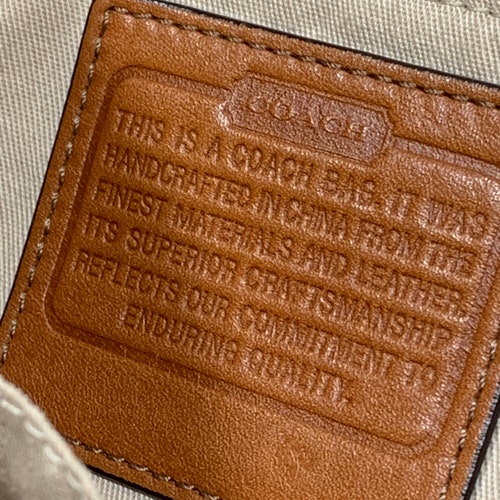 COACH
THIS IS A COACH BAG. IT WAS
HANDCRAFTED IN CHINA FROM THE
FINEST MATERIALS AND LEATHER.
ITS SUPERIOR CRAFTSMANSHIP
REFLECTS OUR COMMITMENT TO
ENDURING QUALITY.